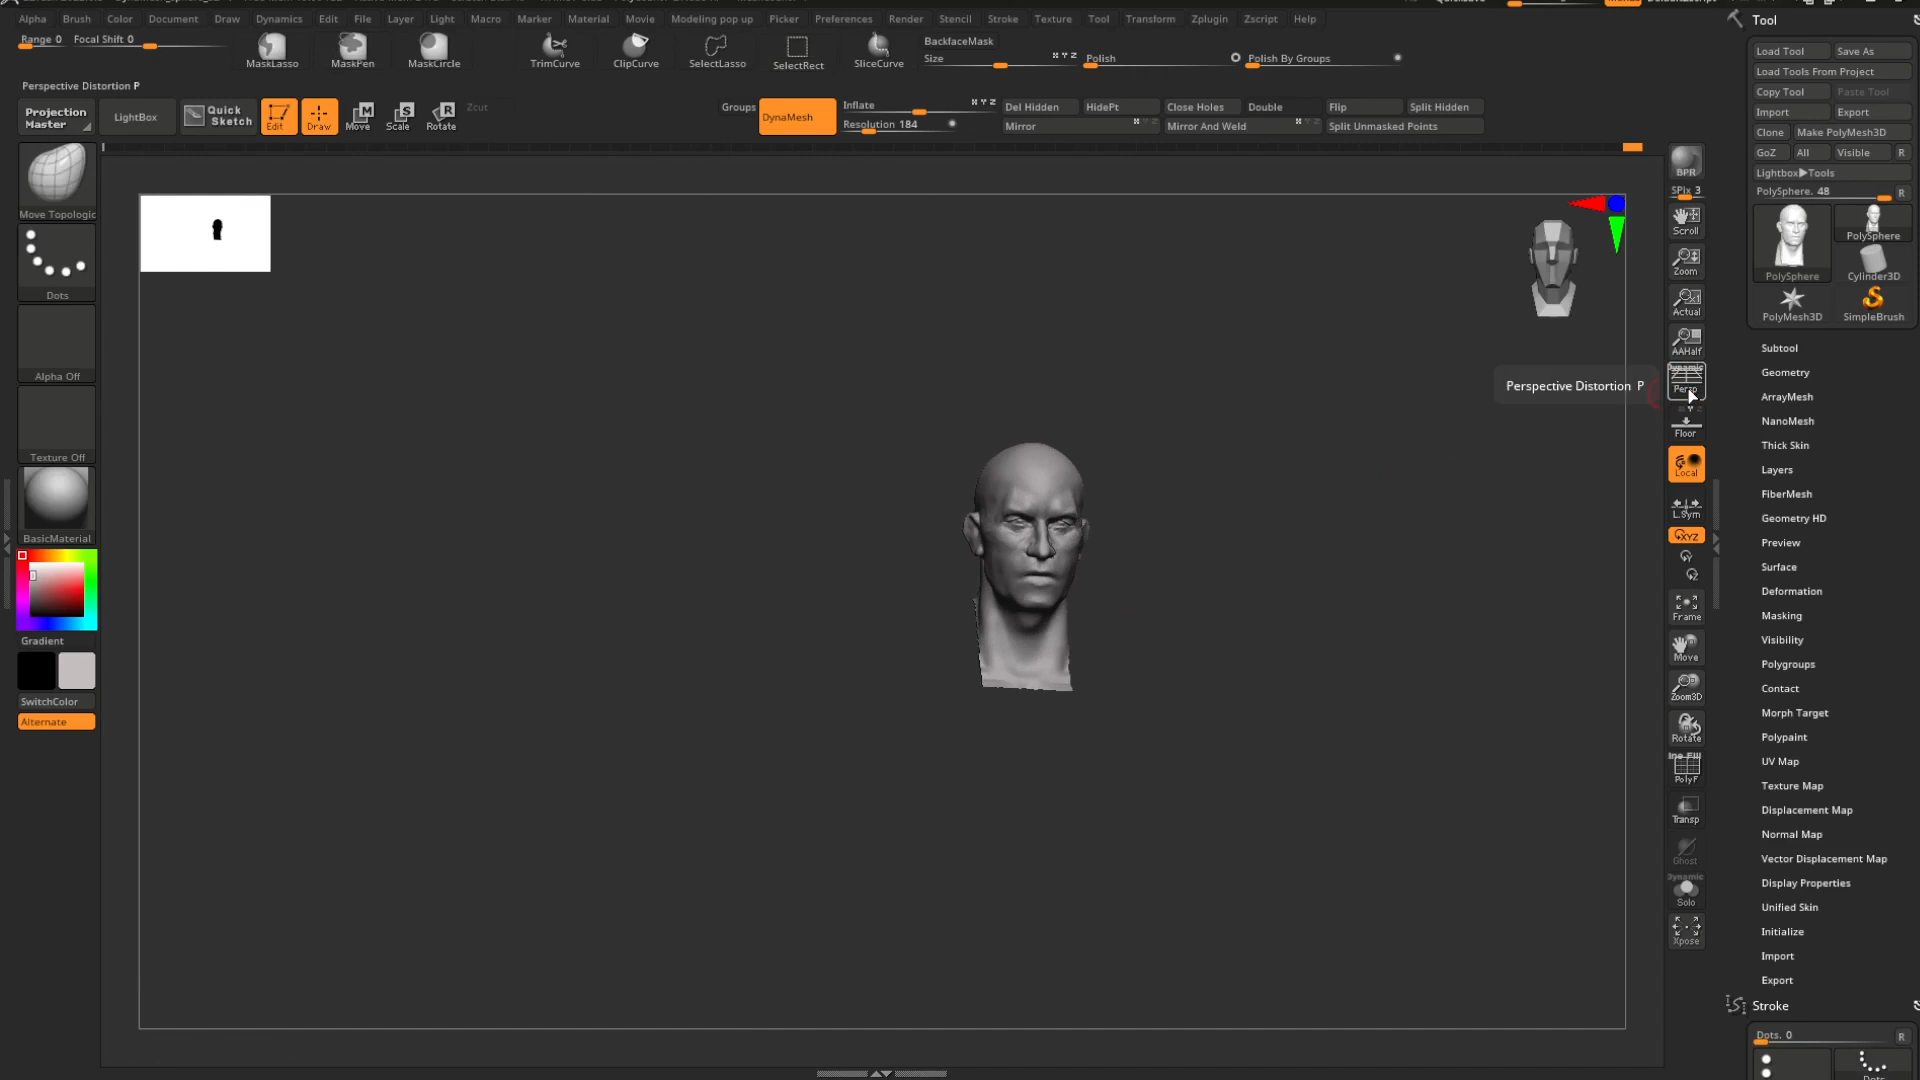 Alpha Brush Color Document Draw Dynamics Edit File Layer Light Macro Marker Material Movie Modeling pop up Picker Preferences Render Stencil Stroke Texture Tool Transform Zplugin Zscript Help
Range 0 Focal Shift 0
MaskLasso MaskPen MaskCircle TrimCurve ClipCurve SelectLasso SelectRect SliceCurve
BackfaceMask
Size X Y Z Polish Polish By Groups
Perspective Distortion P
Projection Master
LightBox
Quick Sketch
Edit Draw Move Scale Rotate
Zcut
Groups DynaMesh
Inflate X Y Z
Resolution 184
Del Hidden HidePt Close Holes Double Flip Split Hidden
Mirror Mirror And Weld Split Unmasked Points
Move Topologic
Dots
Alpha Off
Texture Off
BasicMaterial
Gradient
SwitchColor
Alternate
Perspective Distortion P
BPR
SPix 3
Scroll
Zoom
Actual
AAHalf
Dynamic
Persp
Floor
Local
L.Sym
XYZ
Y
Z
Frame
Move
Zoom3D
Rotate
PolyF
Transp
Ghost
Dynamic
Solo
Xpose
Tool
Load Tool Save As
Load Tools From Project
Copy Tool Paste Tool
Import Export
Clone Make PolyMesh3D
GoZ All Visible R
Lightbox▶Tools
PolySphere. 48 R
PolySphere PolySphere
Cylinder3D
PolyMesh3D SimpleBrush
Subtool
Geometry
ArrayMesh
NanoMesh
Thick Skin
Layers
FiberMesh
Geometry HD
Preview
Surface
Deformation
Masking
Visibility
Polygroups
Contact
Morph Target
Polypaint
UV Map
Texture Map
Displacement Map
Normal Map
Vector Displacement Map
Display Properties
Unified Skin
Initialize
Import
Export
Stroke
Dots. 0 R